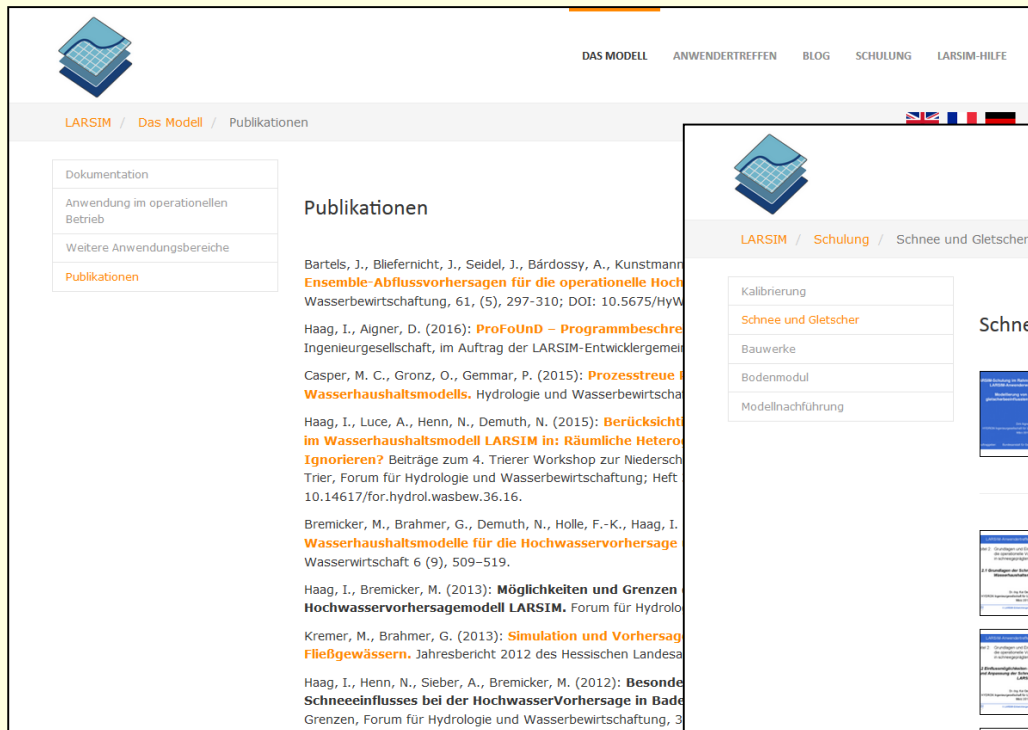 DAS MODELL ANWENDERTREFFEN BLOG SCHULUNG LARSIM-HILFE
LARSIM / Das Modell / Publikationen
Dokumentation
Anwendung im operationellen
Betrieb
Weitere Anwendungsbereiche
Publikationen
Publikationen
Bartels, J., Bliefernicht, J., Seidel, J., Bárdossy, A., Kunstmann
Ensemble-Abflussvorhersagen für die operationelle Hoch
Wasserbewirtschaftung, 61, (5), 297-310; DOI: 10.5675/HyW
Haag, I., Aigner, D. (2016): ProFoUnD – Programmbeschre
Ingenieurgesellschaft, im Auftrag der LARSIM-Entwicklergemei
Casper, M. C., Gronz, O., Gemmar, P. (2015): Prozesstreue
Wasserhaushaltsmodells. Hydrologie und Wasserbewirtscha
Haag, I., Luce, A., Henn, N., Demuth, N. (2015): Berücksichti
im Wasserhaushaltsmodell LARSIM in: Räumliche Hetero
Ignorieren? Beiträge zum 4. Trierer Workshop zur Niedersch
Trier, Forum für Hydrologie und Wasserbewirtschaftung; Heft
10.14617/for.hydrol.wasbew.36.16.
Bremicker, M., Brahmer, G., Demuth, N., Holle, F.-K., Haag, I.
Wasserhaushaltsmodelle für die Hochwasservorhersage
Wasserwirtschaft 6 (9), 509–519.
Haag, I., Bremicker, M. (2013): Möglichkeiten und Grenzen
Hochwasservorhersagemodell LARSIM. Forum für Hydrolo
Kremer, M., Brahmer, G. (2013): Simulation und Vorhersag
Fließgewässern. Jahresbericht 2012 des Hessischen Landesa
Haag, I., Henn, N., Sieber, A., Bremicker, M. (2012): Besonde
Schneeeinflusses bei der HochwasserVorhersage in Bade
Grenzen, Forum für Hydrologie und Wasserbewirtschaftung, 3
LARSIM / Schulung / Schnee und Gletscher
Kalibrierung
Schnee und Gletscher
Bauwerke
Bodenmodul
Modellnachführung
Schne